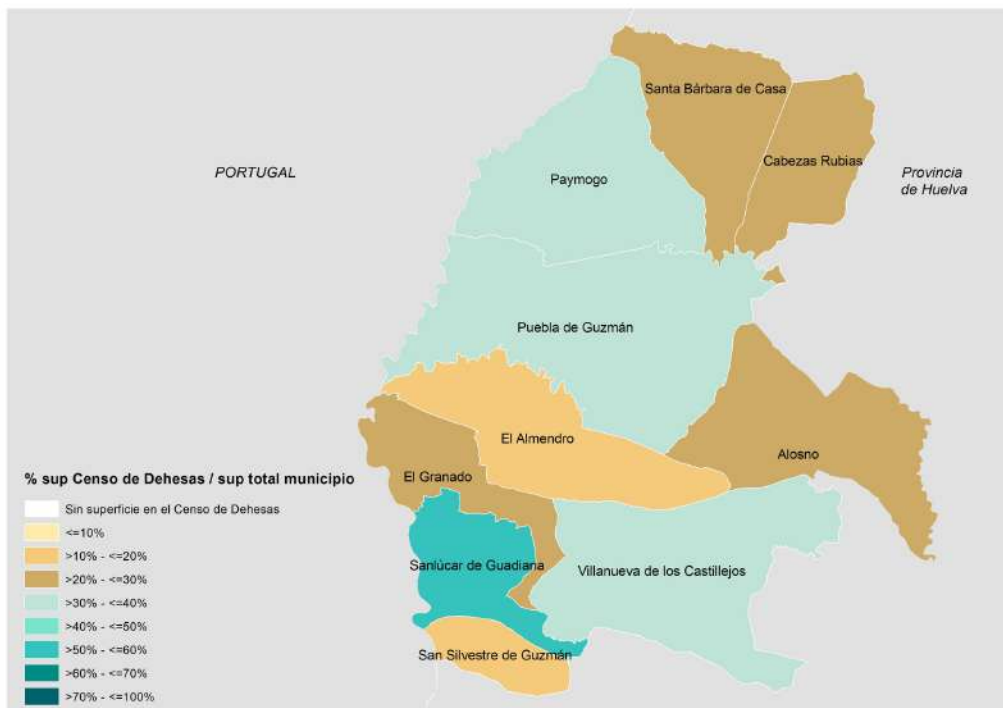 Santa Bárbara de Casa
Cabezas Rubias
PORTUGAL
Paymogo
Provincia
de Huelva
Puebla de Guzmán
El Almendro
Alosno
El Granado
% sup Censo de Dehesas / sup total municipio
Sin superficie en el Censo de Dehesas
<=10%
>10% - <=20%
>20% - <=30%
>30% - <=40%
>40% - <=50%
>50% - <=60%
>60% - <=70%
>70% - <=100%
Sanlúcar de Guadiana
Villanueva de los Castillejos
San Silvestre de Guzmán